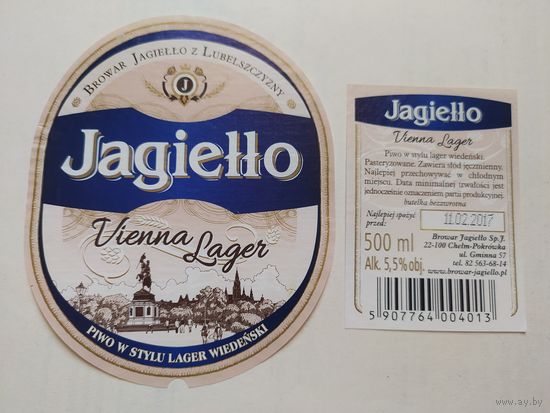 BROWAR JAGIEŁŁO Z LUBELSZCZYZNY
J
Jagiełło
Vienna Lager
PIWO W STYLU LAGER WIEDEŃSKI
Jagiełło
Vienna Lager
Piwo w stylu lager wiedeński.
Pasteryzowane. Zawiera słód jęczmienny.
Najlepiej przechowywać w chłodnym
miejscu. Data minimalnej trwałości jest
jednocześnie oznaczeniem partii produkcyjnej.
butelka bezzwrotna
Najlepiej spożyć
przed:
11.02.2017
500 ml
Alk. 5,5% obj.
Browar Jagiełło Sp.J.
22-100 Chełm-Pokrówka
ul. Gminna 57
tel. 82 563-68-14
www.browar-jagiello.pl
5 907764 004013
www.ay.by